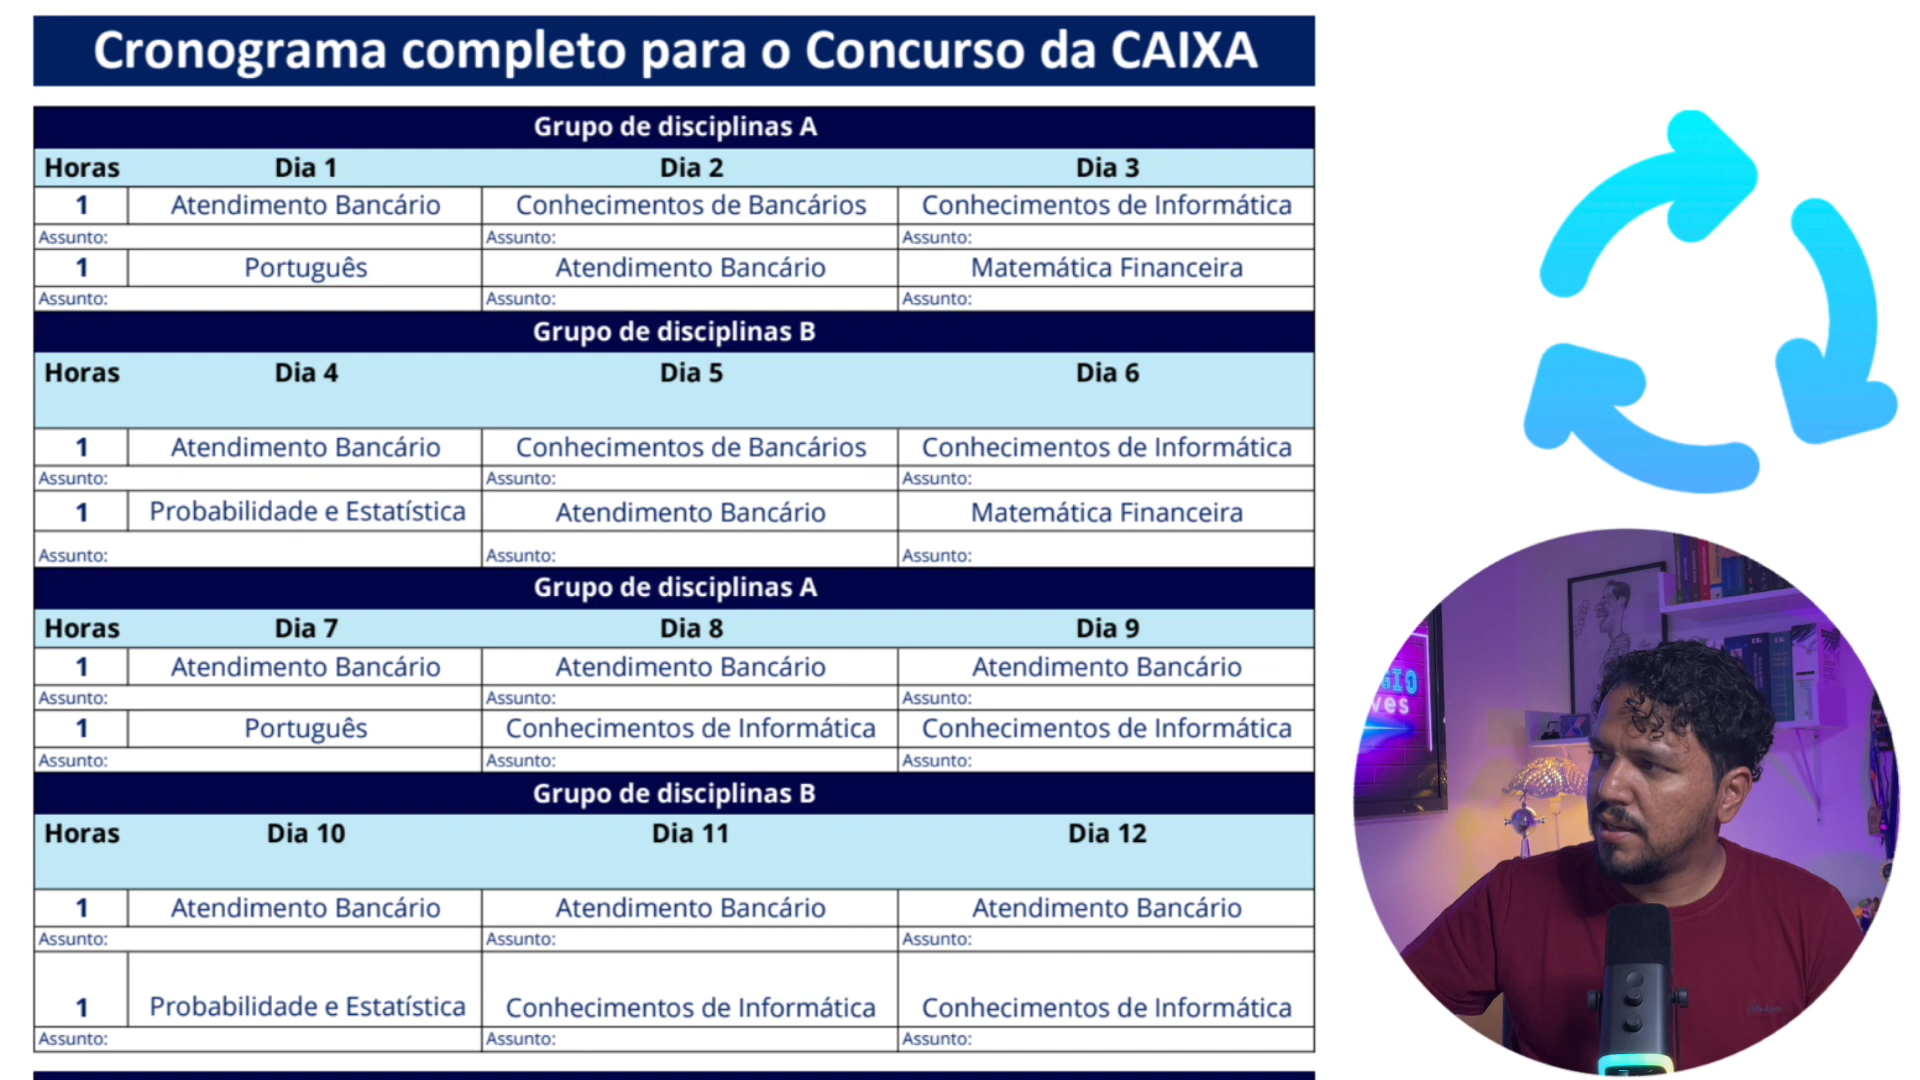 Cronograma completo para o Concurso da CAIXA
Grupo de disciplinas A
Horas Dia 1 Dia 2 Dia 3
1 Atendimento Bancário Conhecimentos de Bancários Conhecimentos de Informática
Assunto: Assunto: Assunto:
1 Português Atendimento Bancário Matemática Financeira
Assunto: Assunto: Assunto:
Grupo de disciplinas B
Horas Dia 4 Dia 5 Dia 6
1 Atendimento Bancário Conhecimentos de Bancários Conhecimentos de Informática
Assunto: Assunto: Assunto:
1 Probabilidade e Estatística Atendimento Bancário Matemática Financeira
Assunto: Assunto: Assunto:
Grupo de disciplinas A
Horas Dia 7 Dia 8 Dia 9
1 Atendimento Bancário Atendimento Bancário Atendimento Bancário
Assunto: Assunto: Assunto:
1 Português Conhecimentos de Informática Conhecimentos de Informática
Assunto: Assunto: Assunto:
Grupo de disciplinas B
Horas Dia 10 Dia 11 Dia 12
1 Atendimento Bancário Atendimento Bancário Atendimento Bancário
Assunto: Assunto: Assunto:
1 Probabilidade e Estatística Conhecimentos de Informática Conhecimentos de Informática
Assunto: Assunto: Assunto: